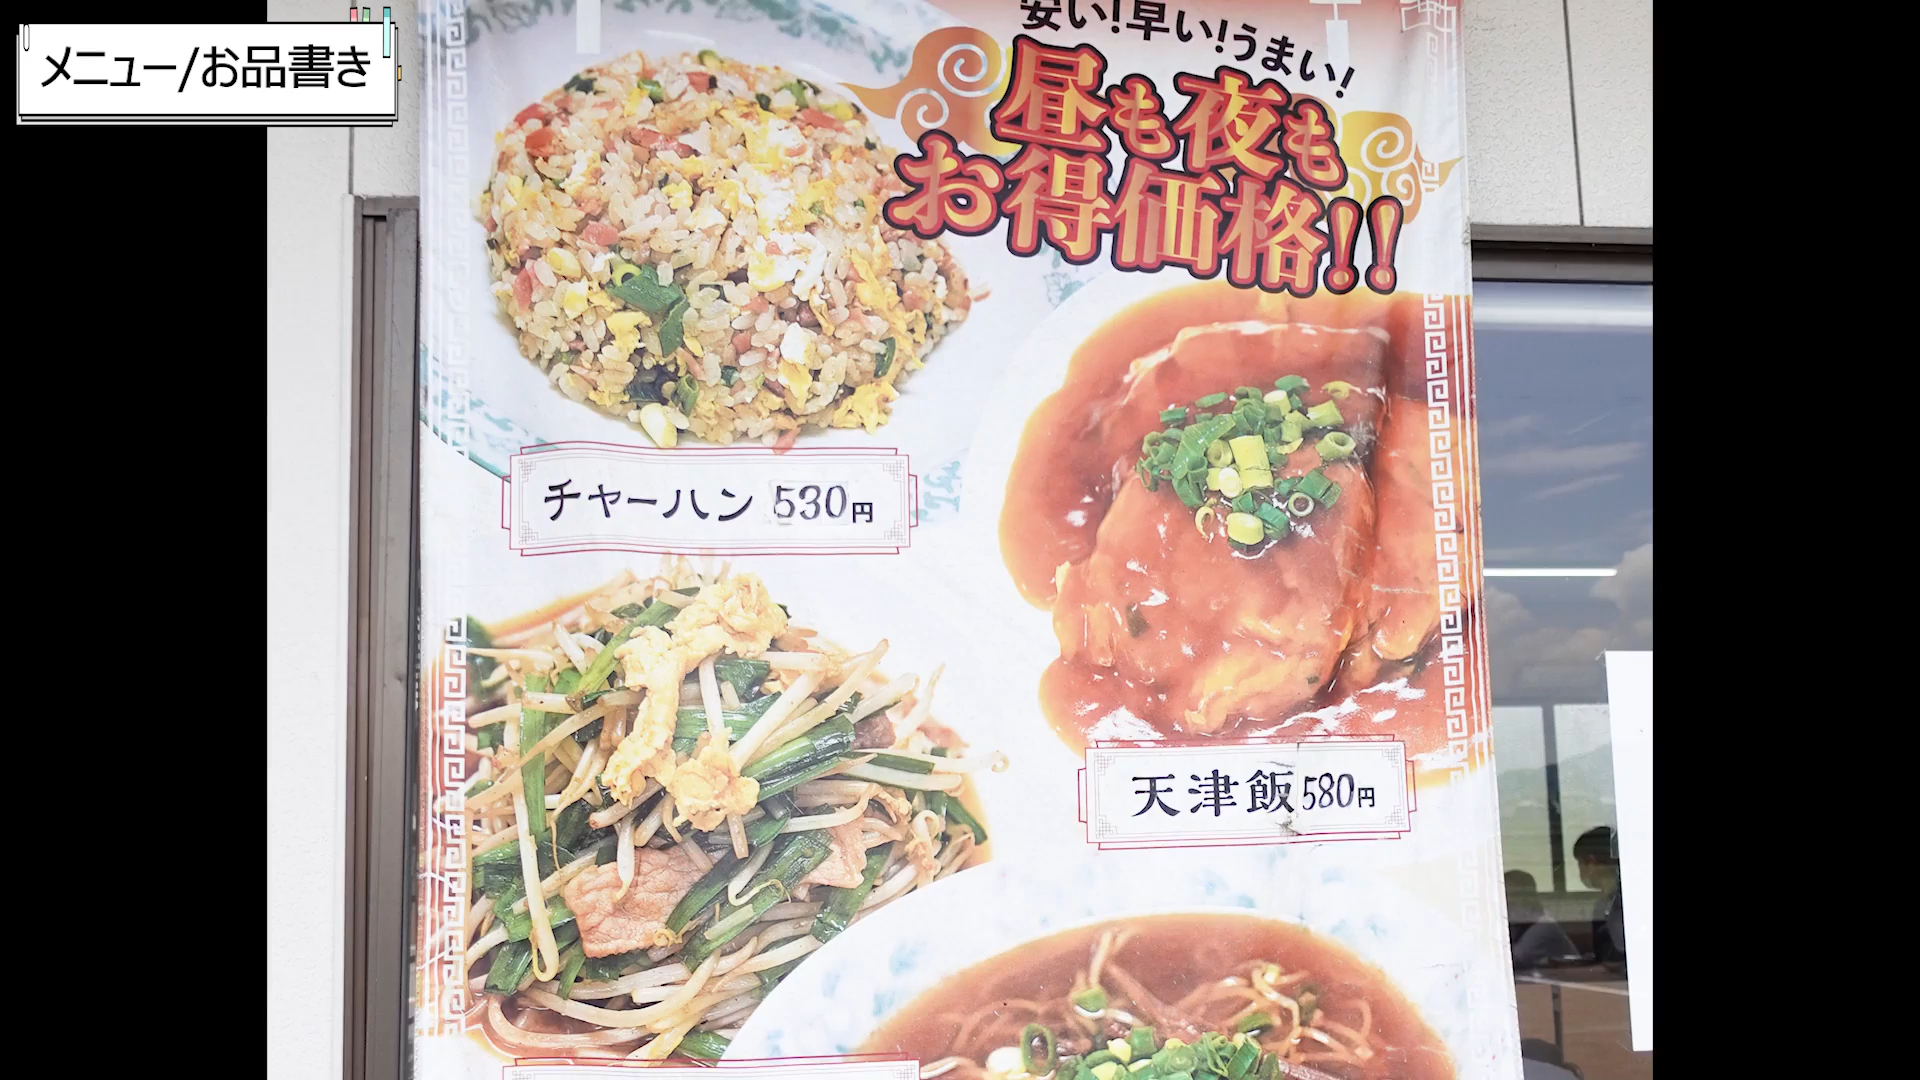 メニュー/お品書き
安い!早い!うまい!
昼も夜も
お得価格!!
チャーハン 530円
天津飯580円